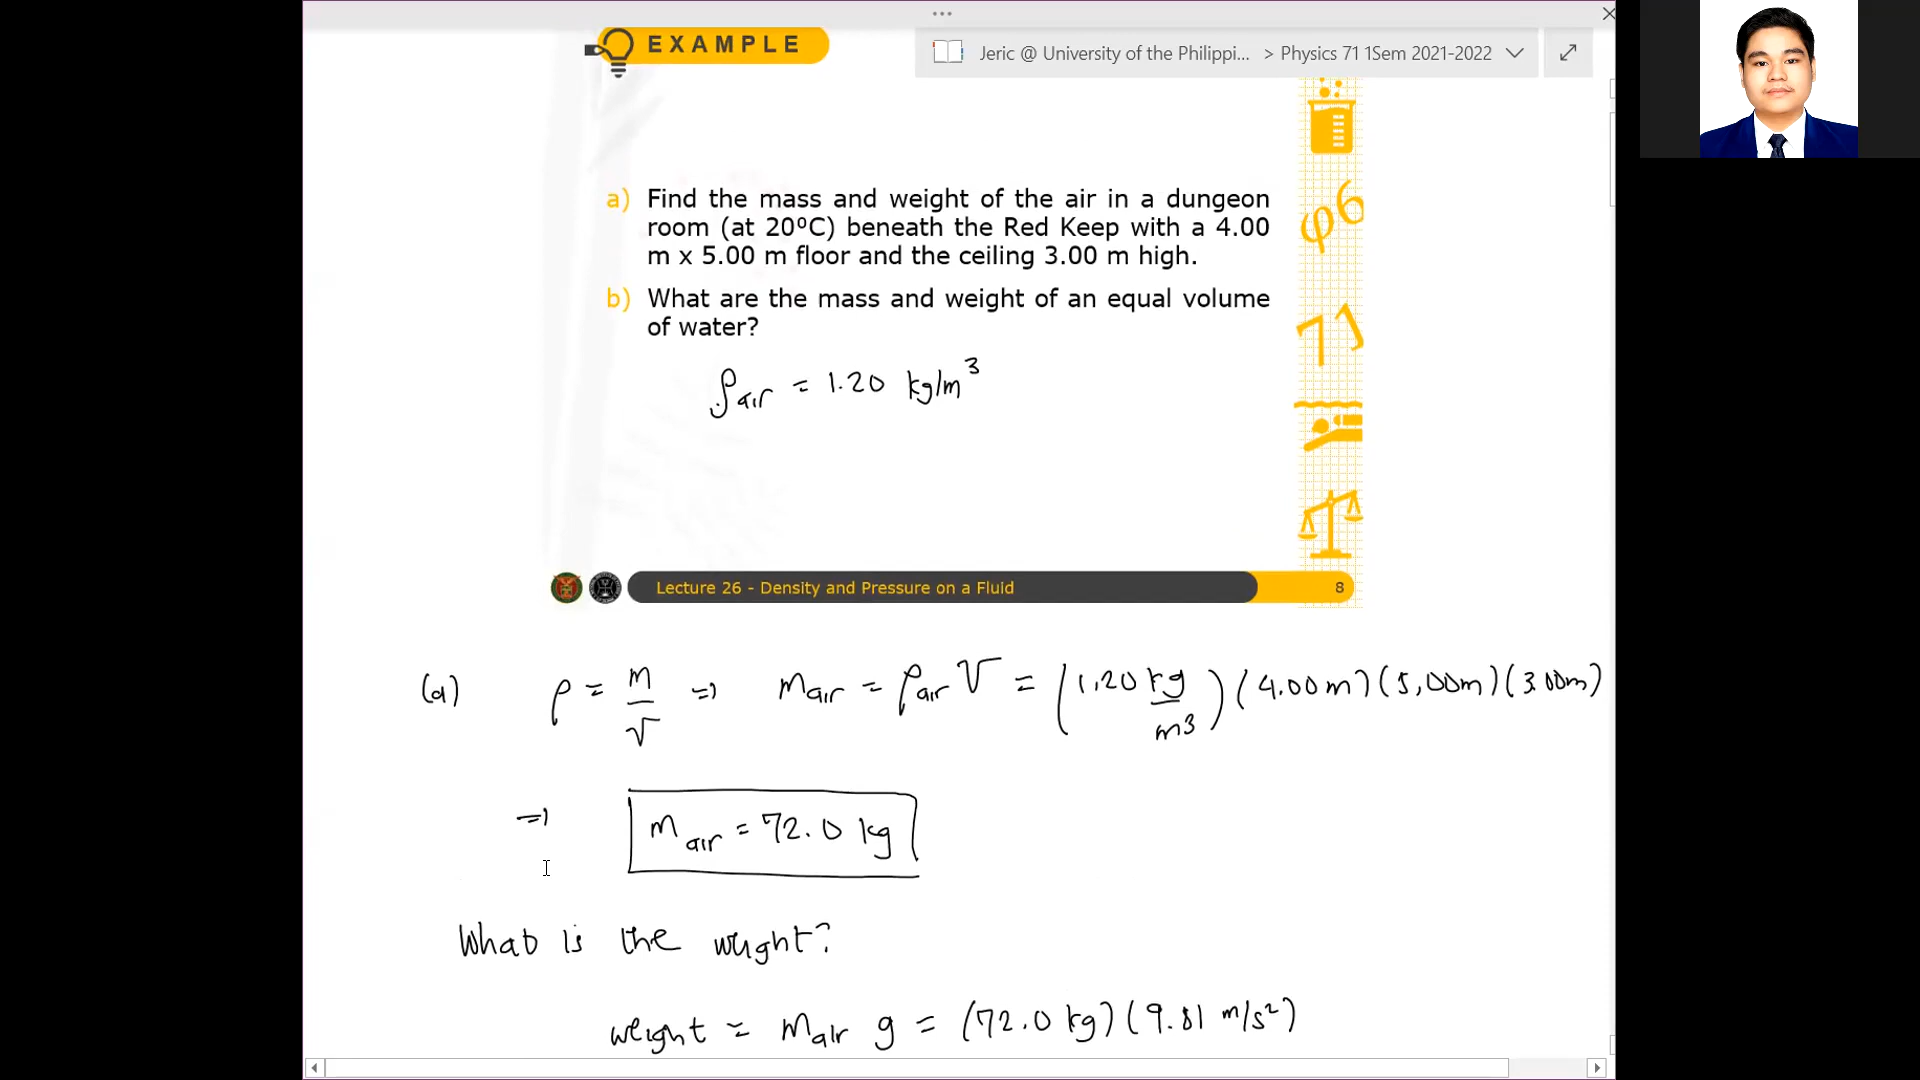 EXAMPLE
Jeric @ University of the Philippi... > Physics 71 1Sem 2021-2022
a) Find the mass and weight of the air in a dungeon
room (at 20ºC) beneath the Red Keep with a 4.00
m x 5.00 m floor and the ceiling 3.00 m high.
b) What are the mass and weight of an equal volume
of water?
ρair = 1.20 kg/m³
φ6
71
Lecture 26 - Density and Pressure on a Fluid 8
(a) ρ = m/V => mair = ρair V = (1.20 kg/m³)(4.00m)(5.00m)(3.00m)
=> mair = 72.0 kg
What is the weight?
weight = mair g = (72.0 kg)(9.81 m/s²)